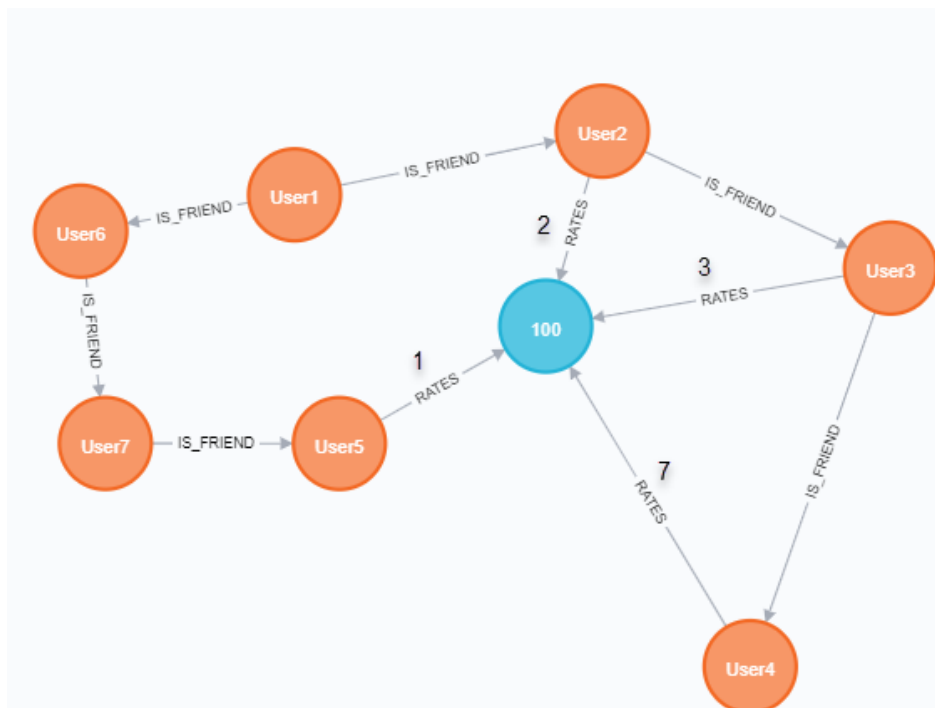 User2
IS_FRIEND
User1
IS_FRIEND
IS_FRIEND
User6
2
RATES
3
User3
RATES
IS_FRIEND
100
1
RATES
User7
IS_FRIEND
User5
7
RATES
IS_FRIEND
User4